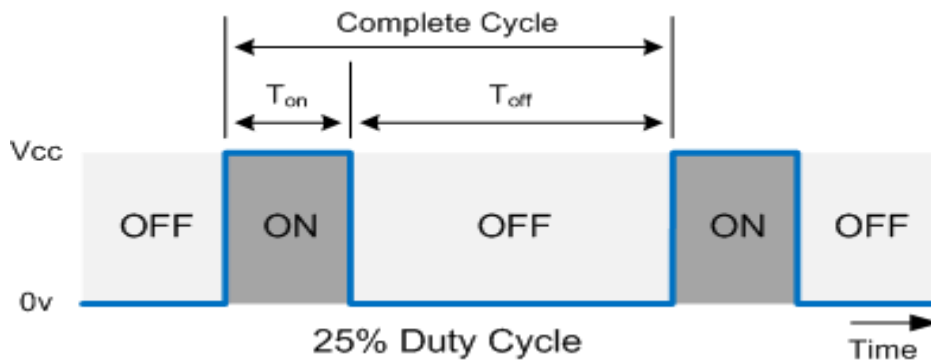 Complete Cycle
Ton Toff
Vcc
OFF ON OFF ON OFF
0v
25% Duty Cycle
Time